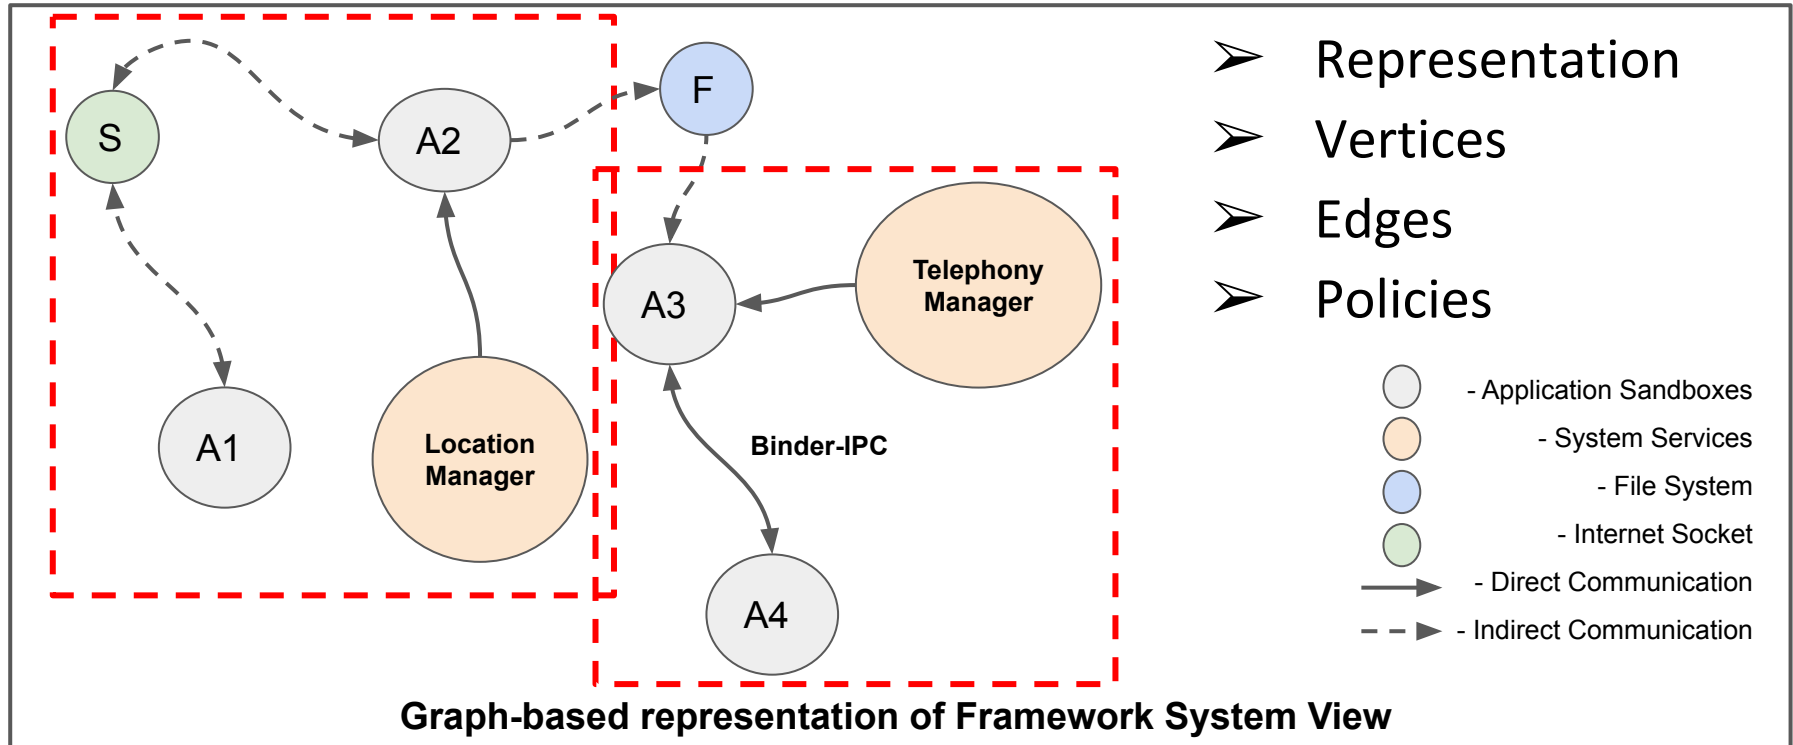 S
A2
F
A1
Location
Manager
A3
Telephony
Manager
Binder-IPC
A4
➢ Representation
➢ Vertices
➢ Edges
➢ Policies
- Application Sandboxes
- System Services
- File System
- Internet Socket
- Direct Communication
- Indirect Communication
Graph-based representation of Framework System View